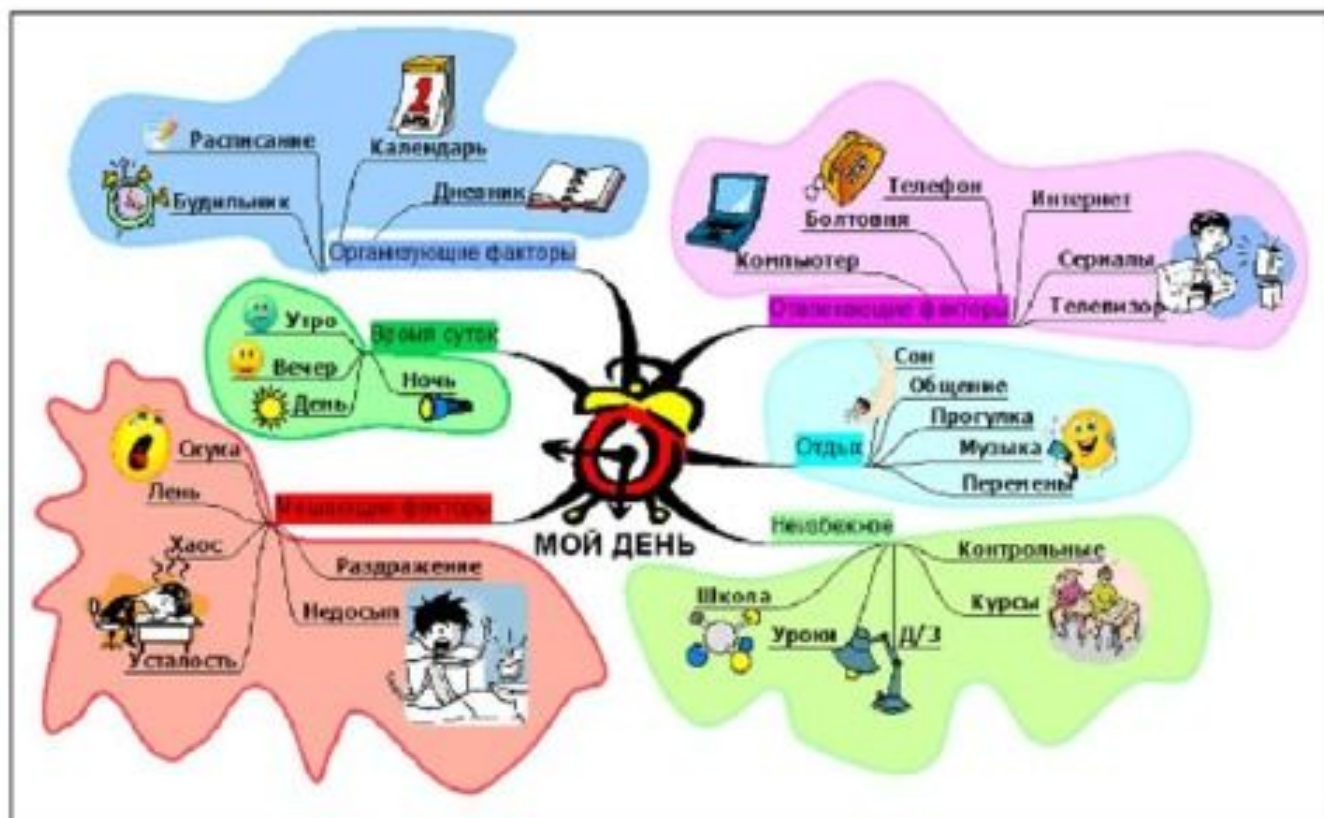 Расписание
Календарь
Будильник
Дневник
Организующие факторы
Телефон
Интернет
Болтовня
Компьютер
Сериалы
Телевизор
Отвлекающие факторы
Утро
Время суток
Вечер
Ночь
День
Сон
Общение
Прогулка
Отдых
Музыка
Перемены
Скука
Лень
Мешающие факторы
Хаос
Раздражение
Недосып
Усталость
МОЙ ДЕНЬ
Неизбежное
Контрольные
Школа
Курсы
Уроки
Д/З